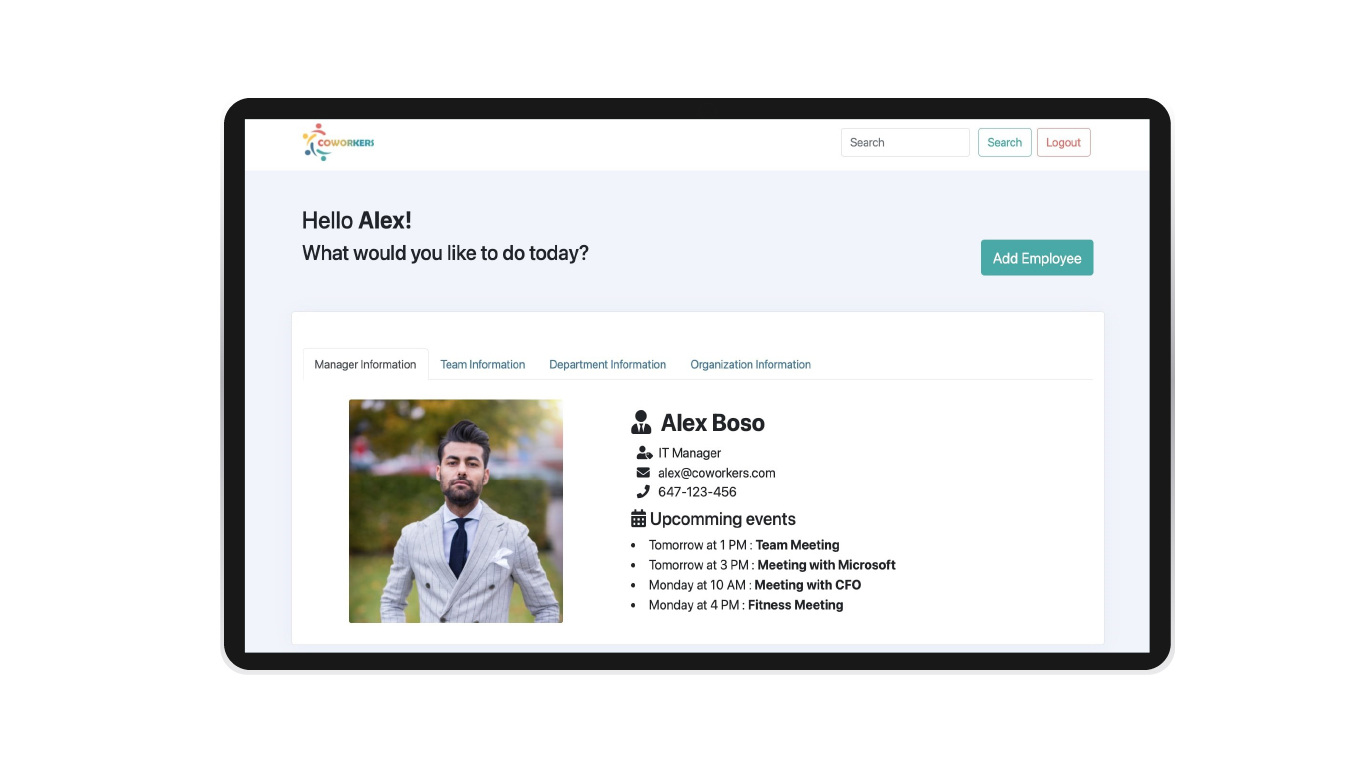 COWORKERS
Search
Search
Logout
Hello Alex!
What would you like to do today?
Add Employee
Manager Information
Team Information
Department Information
Organization Information
Alex Boso
IT Manager
alex@coworkers.com
647-123-456
Upcomming events
• Tomorrow at 1 PM : Team Meeting
• Tomorrow at 3 PM : Meeting with Microsoft
• Monday at 10 AM : Meeting with CFO
• Monday at 4 PM : Fitness Meeting